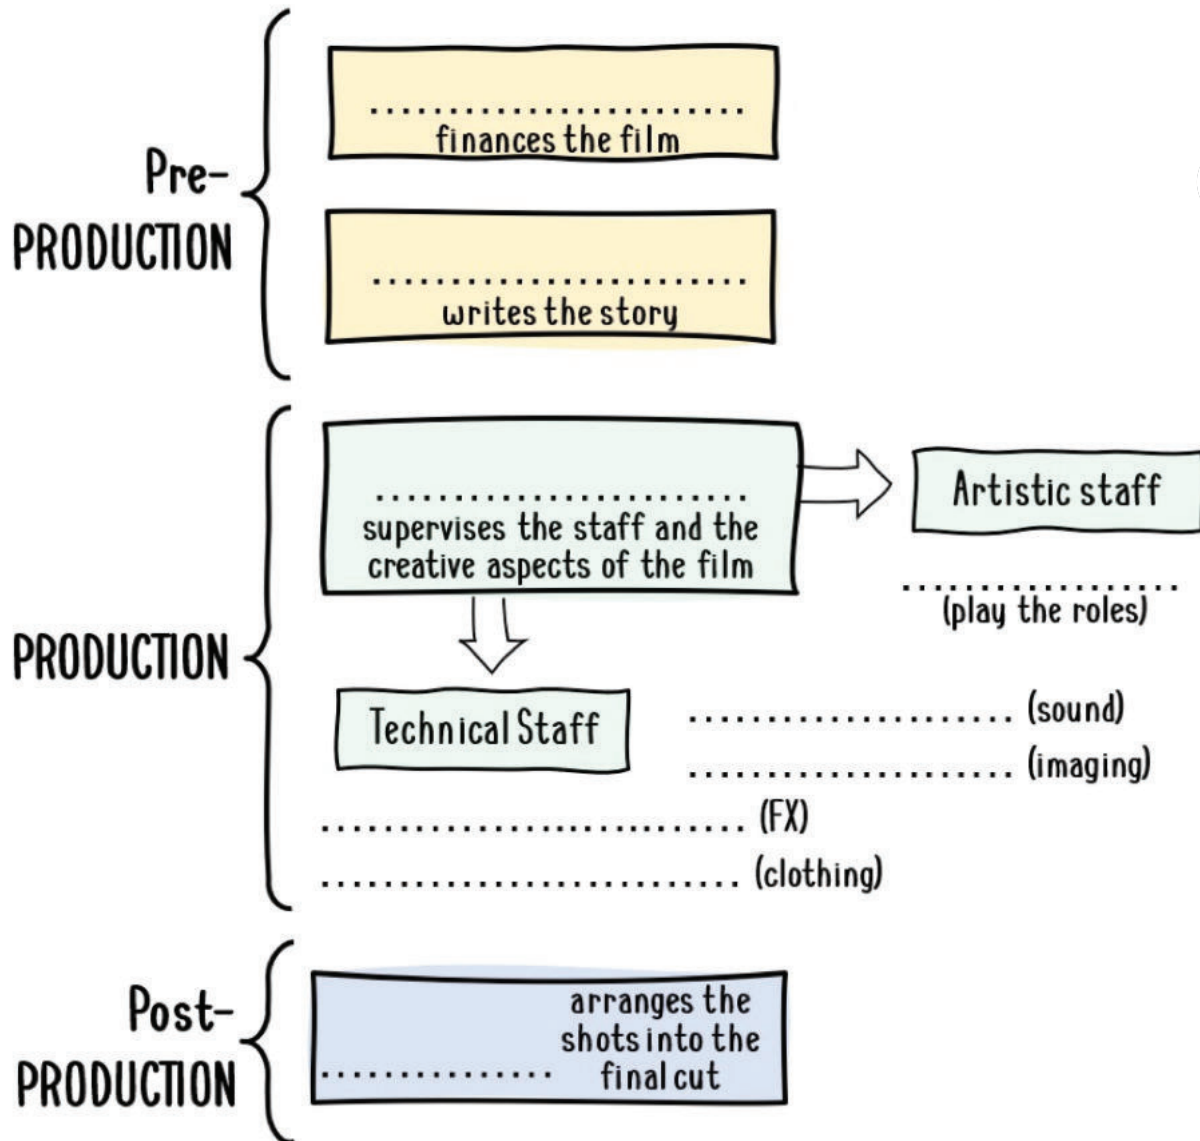 Pre-
PRODUCTION
........................
finances the film
........................
writes the story
PRODUCTION
........................
supervises the staff and the
creative aspects of the film
Artistic staff
..................
(play the roles)
Technical Staff
..................... (sound)
..................... (imaging)
........................... (FX)
........................... (clothing)
Post-
PRODUCTION
arranges the
shots into the
............... final cut